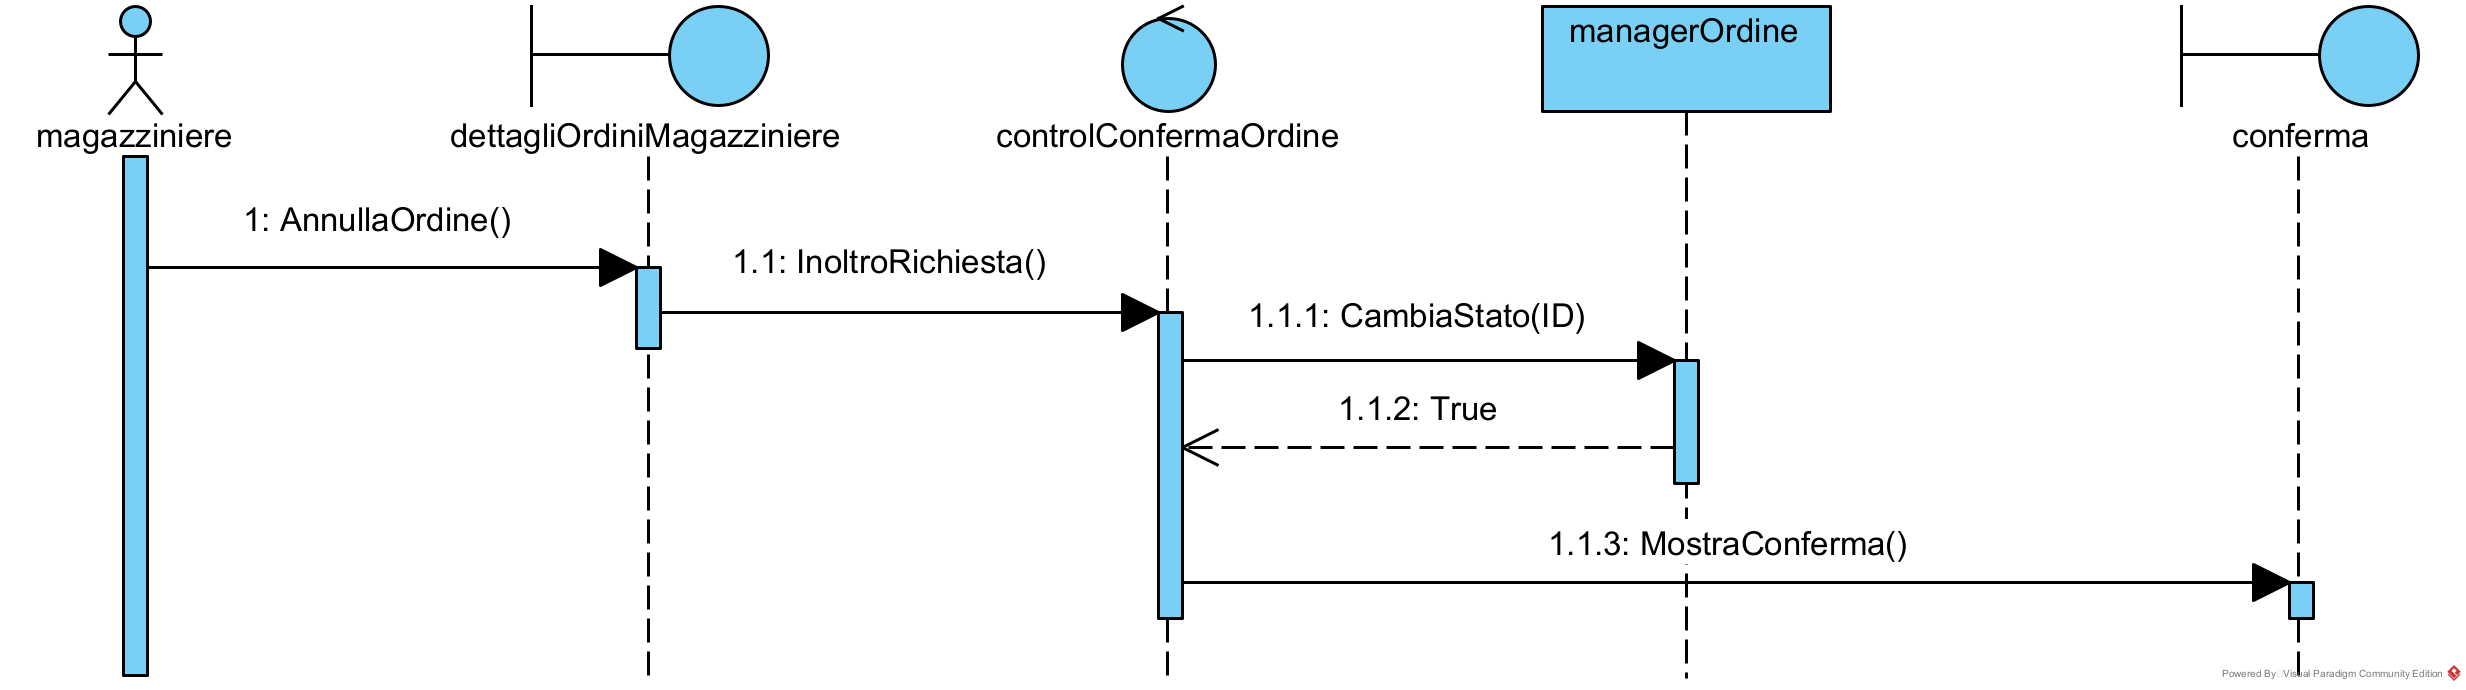 managerOrdine
magazziniere
dettagliOrdiniMagazziniere
controlConfermaOrdine
conferma
1: AnnullaOrdine()
1.1: InoltroRichiesta()
1.1.1: CambiaStato(ID)
1.1.2: True
1.1.3: MostraConferma()
Powered By Visual Paradigm Community Edition